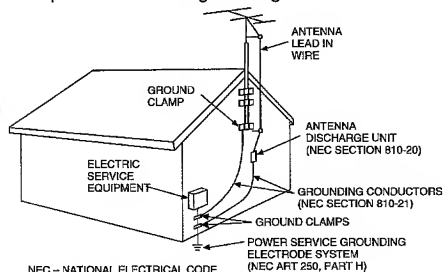 ANTENNA
LEAD IN
WIRE
GROUND
CLAMP
ANTENNA
DISCHARGE UNIT
(NEC SECTION 810-20)
ELECTRIC
SERVICE
EQUIPMENT
GROUNDING CONDUCTORS
(NEC SECTION 810-21)
GROUND CLAMPS
POWER SERVICE GROUNDING
ELECTRODE SYSTEM
(NEC ART 250, PART H)
NEC – NATIONAL ELECTRICAL CODE